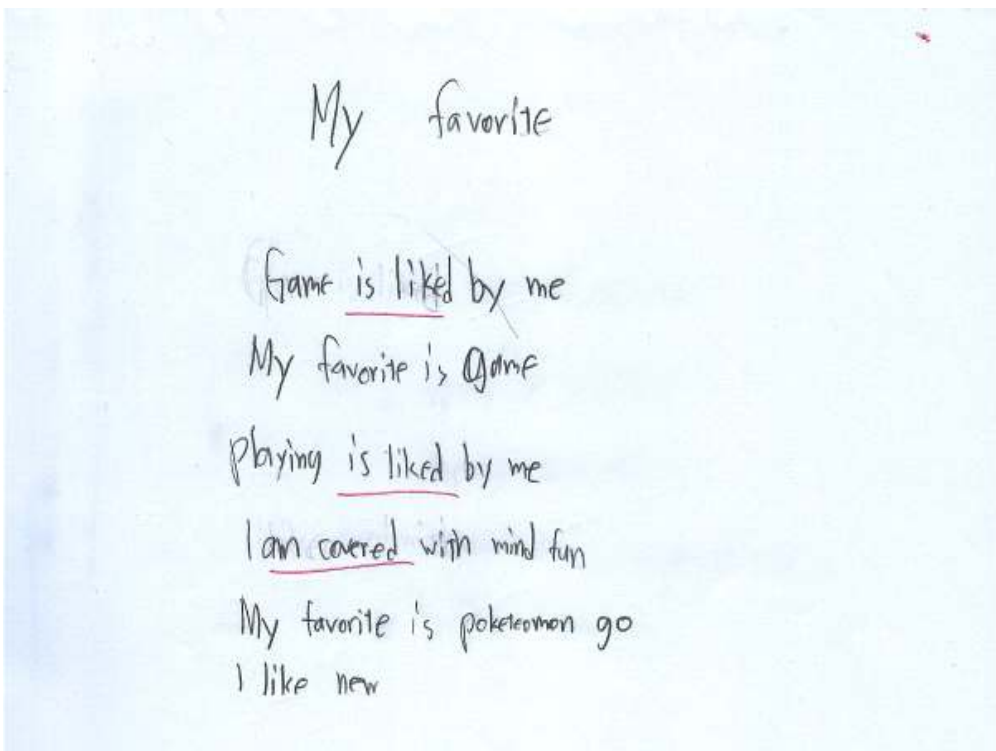 My favorite
Game is liked by me
My favorite is Game
playing is liked by me
I am covered with mind fun
My favorite is poketeomon go
I like new